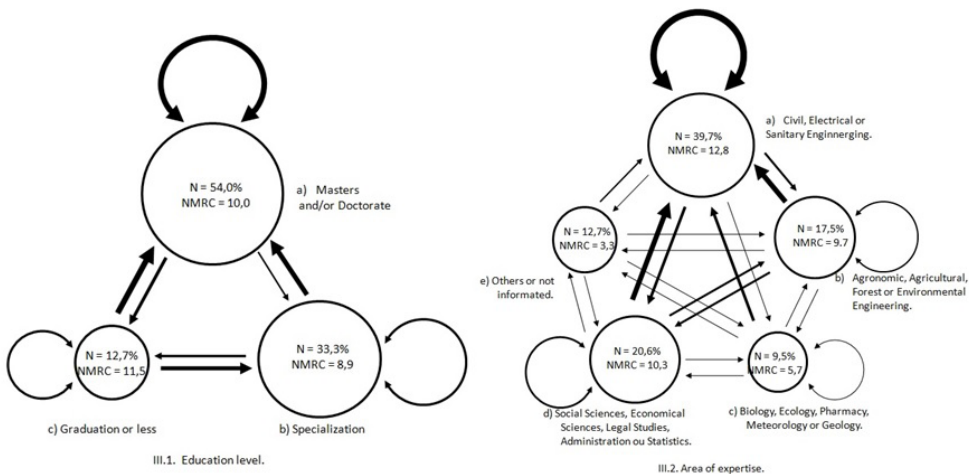 N = 54,0%
NMRC = 10,0
a) Masters
and/or Doctorate
N = 12,7%
NMRC = 11,5
N = 33,3%
NMRC = 8,9
c) Graduation or less
b) Specialization
III.1. Education level.
N = 39,7%
NMRC = 12,8
a) Civil, Electrical or
Sanitary Enginnerging.
N = 12,7%
NMRC = 3,3
N = 17,5%
NMRC = 9.7
e) Others or not
informated.
b) Agronomic, Agricultural,
Forest or Environmental
Engineering.
N = 20,6%
NMRC = 10,3
N = 9,5%
NMRC = 5,7
d) Social Sciences, Economical
Sciences, Legal Studies,
Administration ou Statistics.
c) Biology, Ecology, Pharmacy,
Meteorology or Geology.
III.2. Area of expertise.